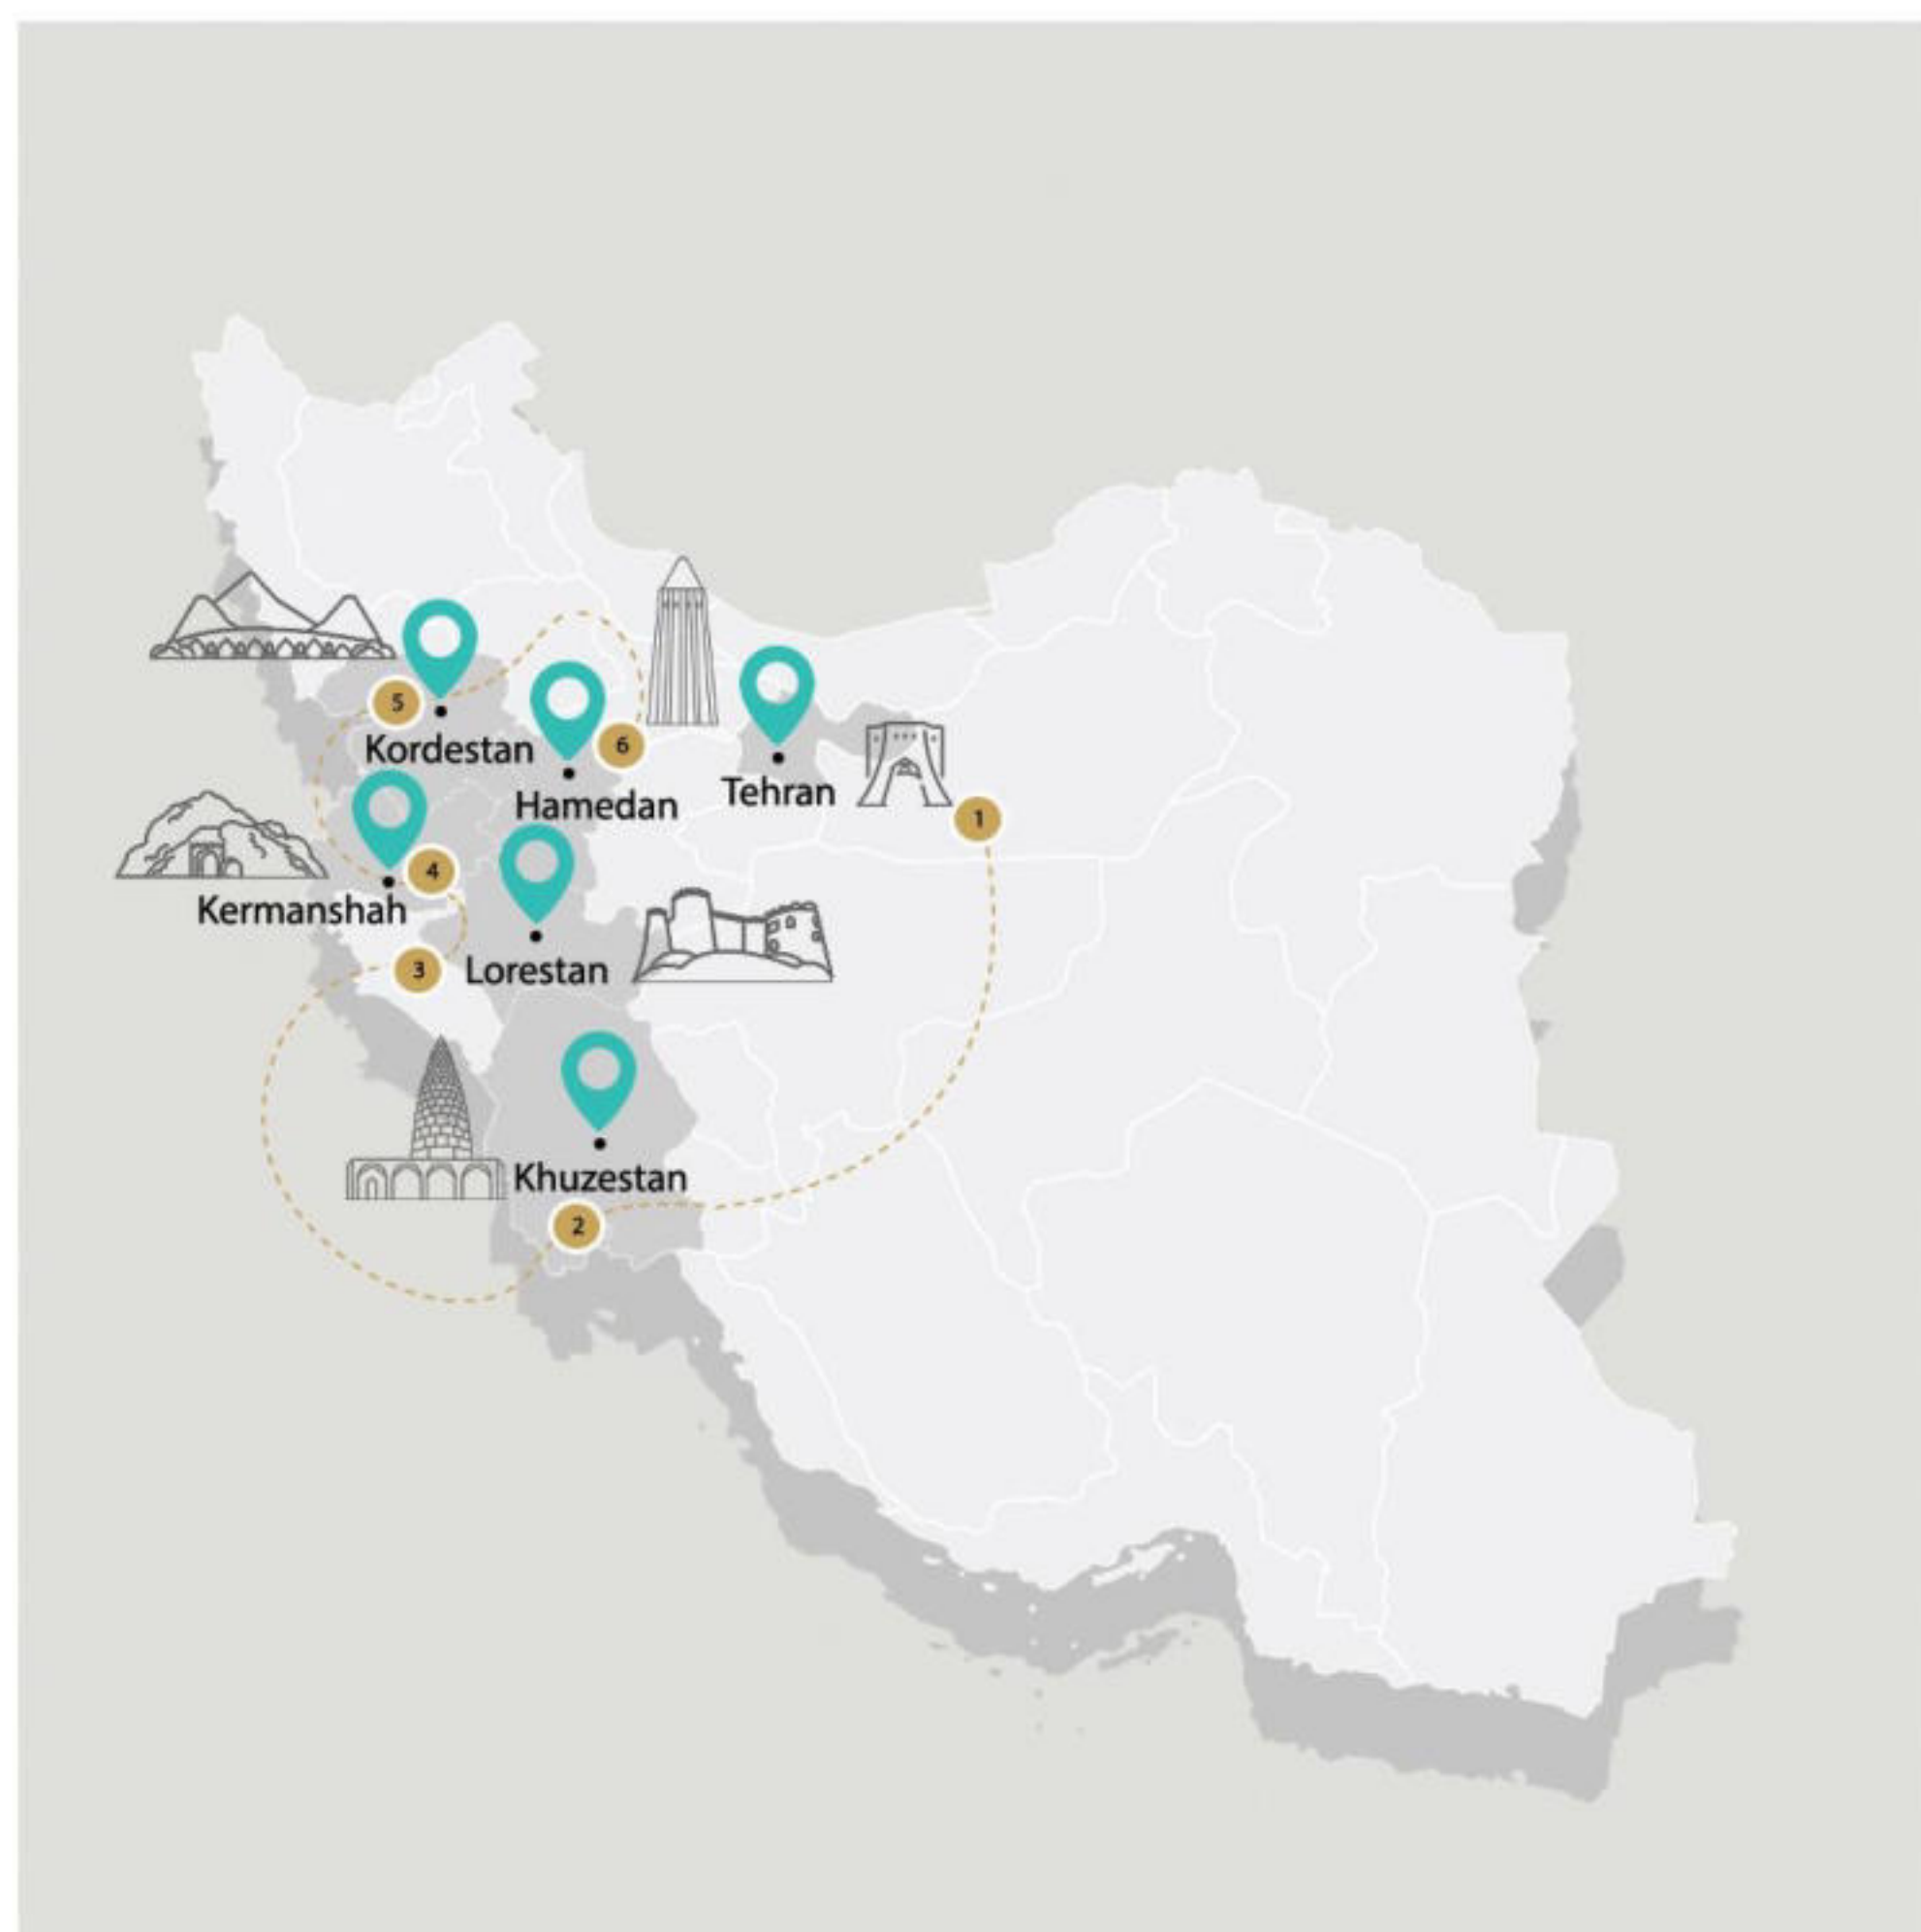 5
Kordestan
6
Hamedan
Tehran
1
4
Kermanshah
3
Lorestan
Khuzestan
2